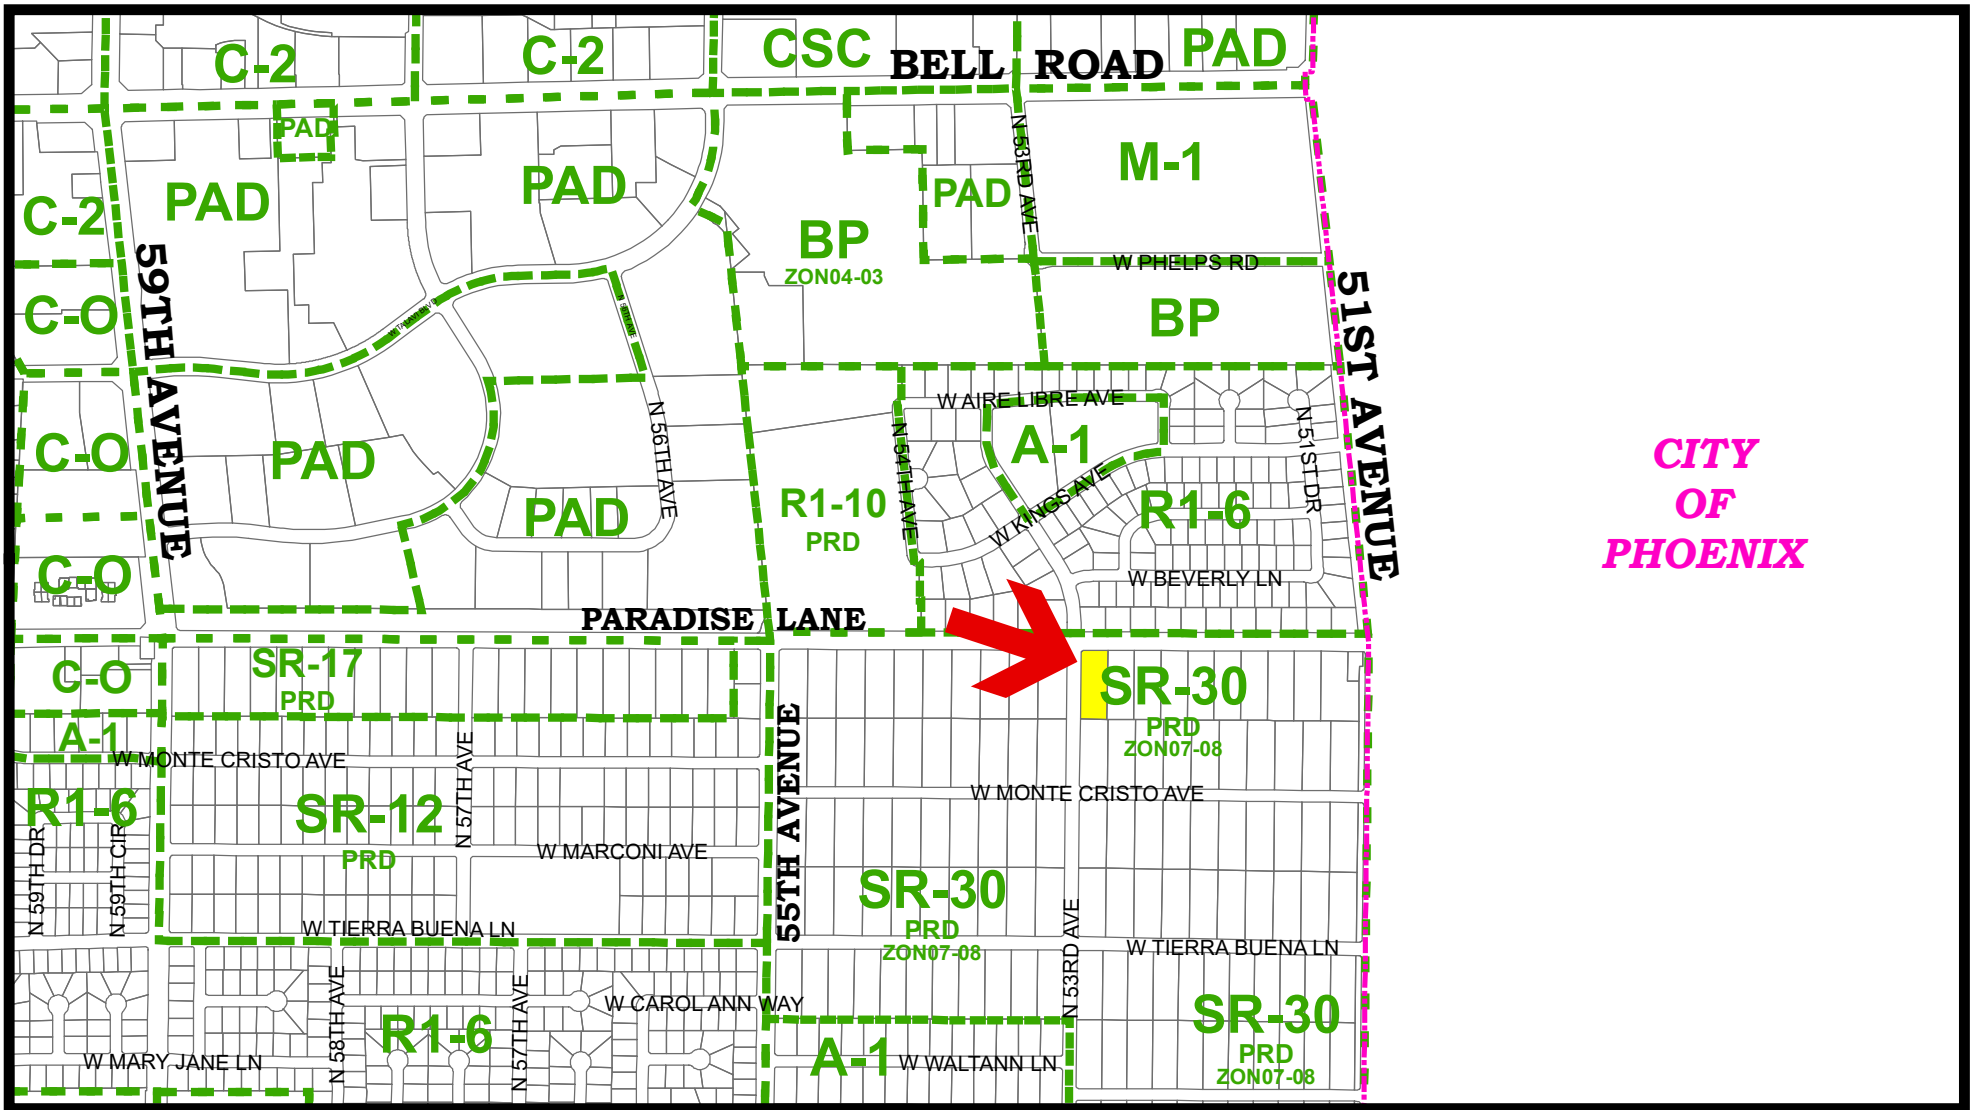 C-2
C-2
CSC
BELL ROAD
PAD
PAD
M-1
PAD
PAD
PAD
N 53RD AVE
C-2
BP
ZON04-03
59TH AVENUE
W PHELPS RD
51ST AVENUE
C-O
W TALAVI BLVD
N 56TH AVE
BP
W AIRE LIBRE AVE
N 56TH AVE
N 54TH AVE
A-1
N 51ST DR
C-O
PAD
CITY
OF
PHOENIX
PAD
R1-10
PRD
W KINGS AVE
R1-6
C-O
W BEVERLY LN
PARADISE LANE
C-O
SR-17
PRD
SR-30
PRD
ZON07-08
A-1
W MONTE CRISTO AVE
N 57TH AVE
55TH AVENUE
W MONTE CRISTO AVE
R1-6
SR-12
PRD
N 59TH DR
N 59TH CIR
W MARCONI AVE
SR-30
PRD
ZON07-08
W TIERRA BUENA LN
N 53RD AVE
W TIERRA BUENA LN
N 58TH AVE
N 57TH AVE
W CAROL ANN WAY
R1-6
SR-30
PRD
ZON07-08
W MARY JANE LN
A-1
W WALTANN LN